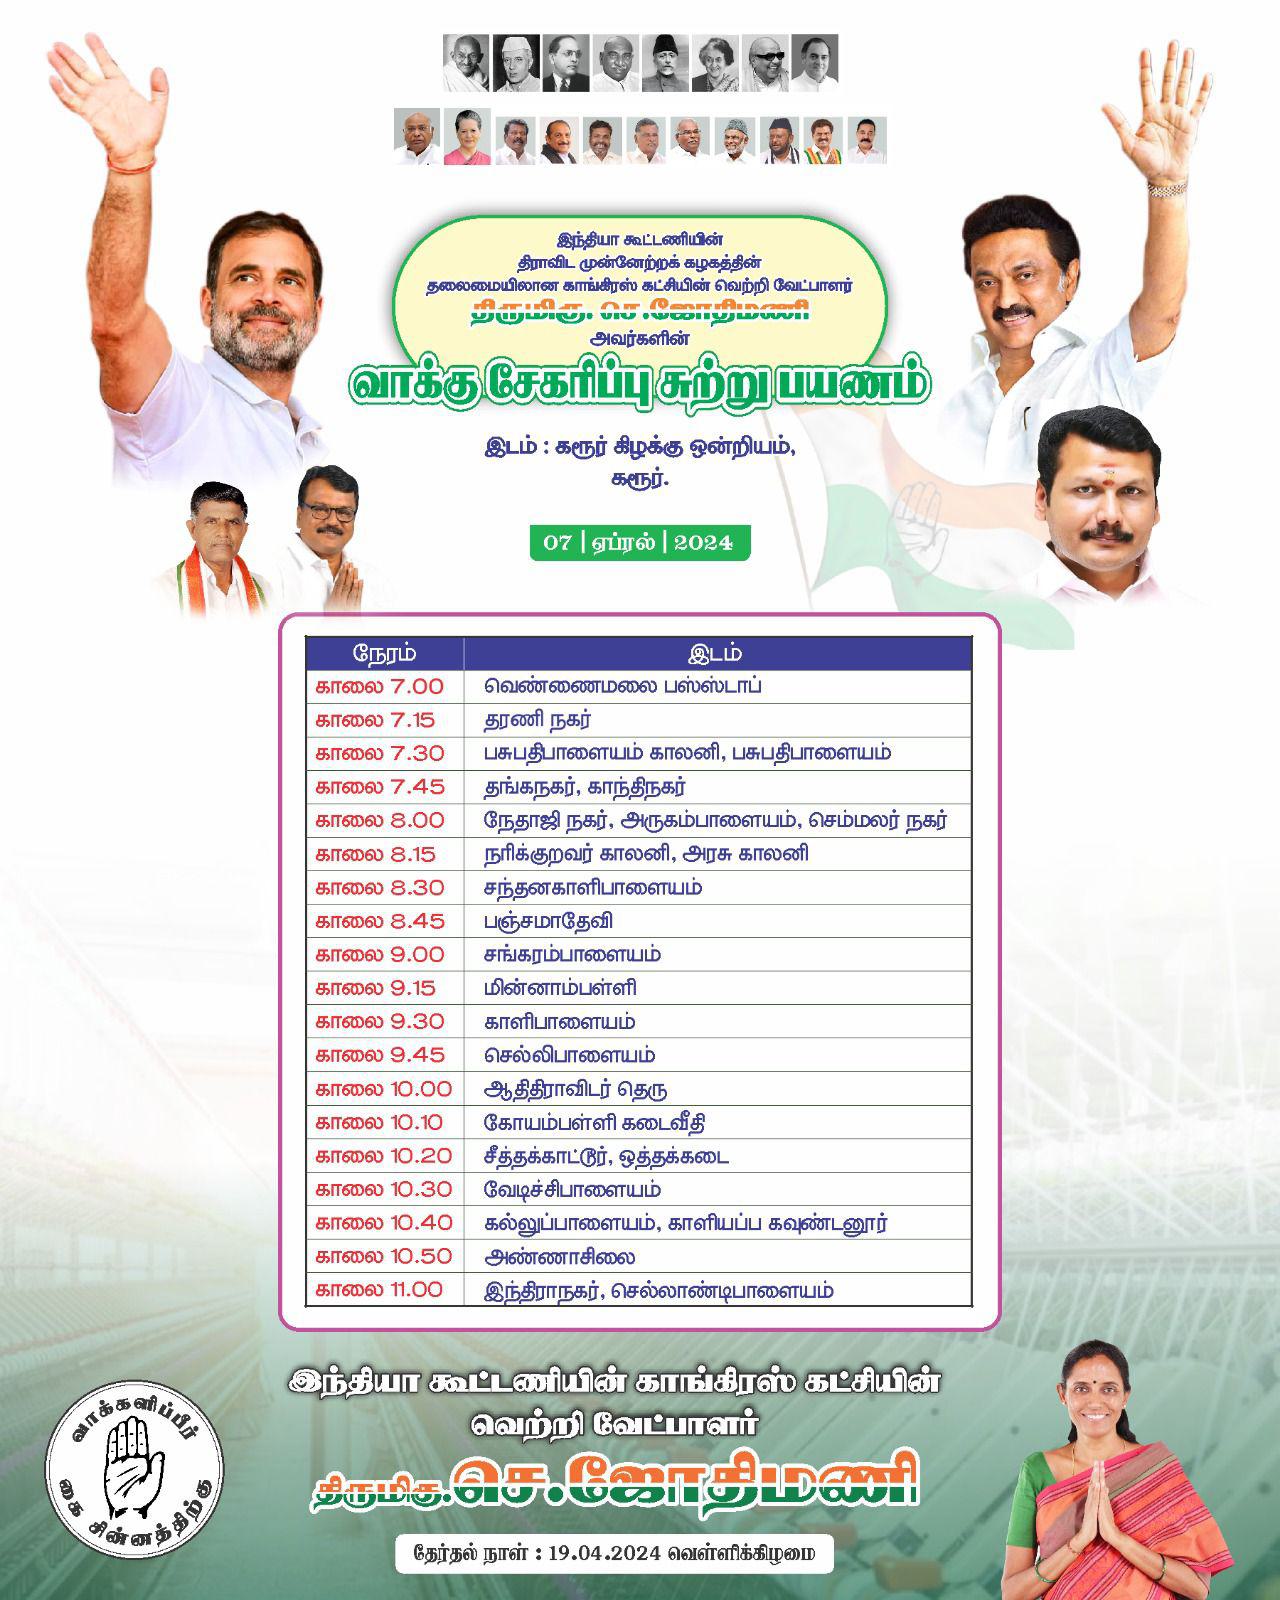 இந்தியா கூட்டணியின்
திராவிட முன்னேற்றக் கழகத்தின்
தலைமையிலான காங்கிரஸ் கட்சியின் வெற்றி வேட்பாளர்
திருமிகு. செ.ஜோதிமணி
அவர்களின்
வாக்கு சேகரிப்பு சுற்று பயணம்
இடம் : கரூர் கிழக்கு ஒன்றியம்,
கரூர்.
07 | ஏப்ரல் | 2024
நேரம் இடம்
காலை 7.00 வெண்ணைமலை பஸ்ஸ்டாப்
காலை 7.15 தரணி நகர்
காலை 7.30 பசுபதிபாளையம் காலனி, பசுபதிபாளையம்
காலை 7.45 தங்கநகர், காந்திநகர்
காலை 8.00 நேதாஜி நகர், அருகம்பாளையம், செம்மலர் நகர்
காலை 8.15 நரிக்குறவர் காலனி, அரசு காலனி
காலை 8.30 சந்தனகாளிபாளையம்
காலை 8.45 பஞ்சமாதேவி
காலை 9.00 சங்கரம்பாளையம்
காலை 9.15 மின்னாம்பள்ளி
காலை 9.30 காளிபாளையம்
காலை 9.45 செல்லிபாளையம்
காலை 10.00 ஆதிதிராவிடர் தெரு
காலை 10.10 கோயம்பள்ளி கடைவீதி
காலை 10.20 சீத்தக்காட்டூர், ஒத்தக்கடை
காலை 10.30 வேடிச்சிபாளையம்
காலை 10.40 கல்லுப்பாளையம், காளியப்ப கவுண்டனூர்
காலை 10.50 அண்ணாசிலை
காலை 11.00 இந்திராநகர், செல்லாண்டிபாளையம்
இந்தியா கூட்டணியின் காங்கிரஸ் கட்சியின்
வெற்றி வேட்பாளர்
திருமிகு.செ.ஜோதிமணி
தேர்தல் நாள் : 19.04.2024 வெள்ளிக்கிழமை
வாக்களிப்பீர்
கை சின்னத்திற்கு